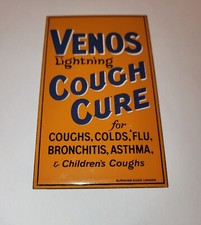 VENOS
Lightning
COUGH
CURE
for
COUGHS, COLDS, 'FLU,
BRONCHITIS, ASTHMA,
& Children's Coughs